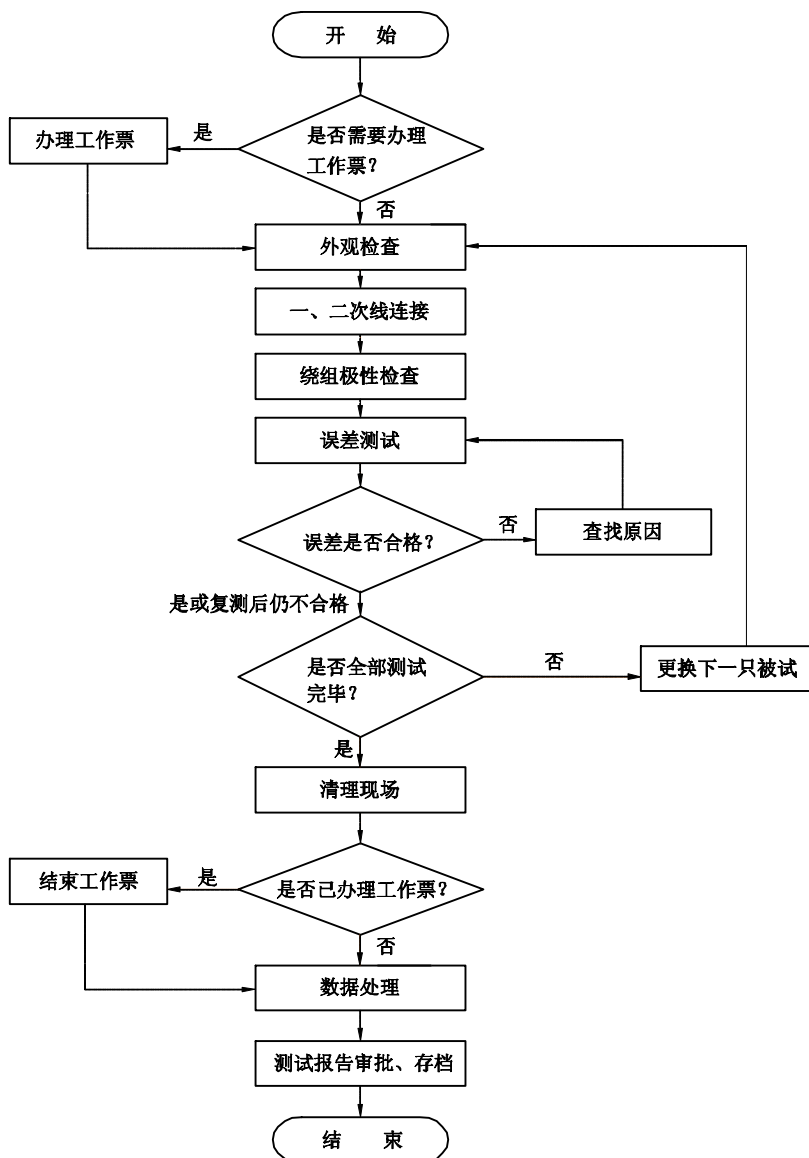 开 始
是否需要办理
工作票？
是
办理工作票
否
外观检查
一、二次线连接
绕组极性检查
误差测试
误差是否合格？
否
查找原因
是或复测后仍不合格
是否全部测试
完毕？
否
更换下一只被试
是
清理现场
是否已办理工作票？
是
结束工作票
否
数据处理
测试报告审批、存档
结 束